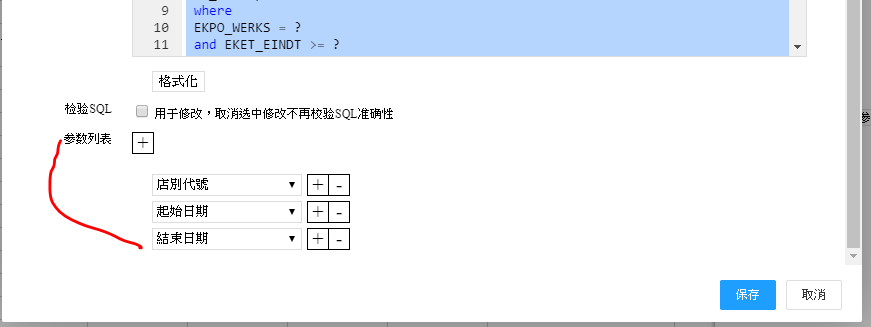 9 where
10 EKPO_WERKS = ?
11 and EKET_EINDT >= ?
格式化
检验SQL 用于修改，取消选中修改不再校验SQL准确性
参数列表 +
店別代號 ▼ + -
起始日期 ▼ + -
結束日期 ▼ + -
保存 取消